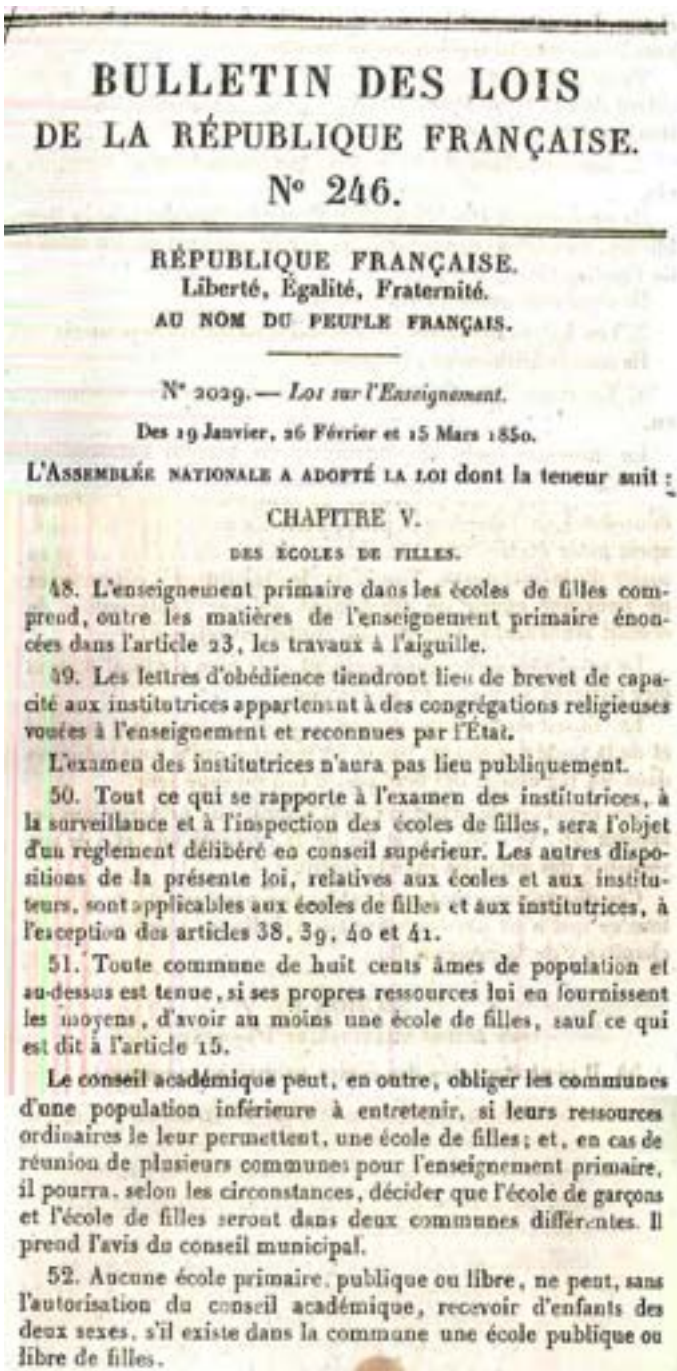 BULLETIN DES LOIS
DE LA RÉPUBLIQUE FRANÇAISE.
Nº 246.
RÉPUBLIQUE FRANÇAISE.
Liberté, Égalité, Fraternité.
AU NOM DU PEUPLE FRANÇAIS.
Nº 2029. — Loi sur l'Enseignement.
Des 19 Janvier, 26 Février et 15 Mars 1850.
L'ASSEMBLÉE NATIONALE A ADOPTÉ LA LOI dont la teneur suit :
CHAPITRE V.
DES ÉCOLES DE FILLES.
48. L'enseignement primaire dans les écoles de filles com-
prend, outre les matières de l'enseignement primaire énon-
cées dans l'article 23, les travaux à l'aiguille.
49. Les lettres d'obédience tiendront lieu de brevet de capa-
cité aux institutrices appartenant à des congrégations religieuses
vouées à l'enseignement et reconnues par l'État.
L'examen des institutrices n'aura pas lieu publiquement.
50. Tout ce qui se rapporte à l'examen des institutrices, à
la surveillance et à l'inspection des écoles de filles, sera l'objet
d'un règlement délibéré en conseil supérieur. Les autres dispo-
sitions de la présente loi, relatives aux écoles et aux institu-
teurs, sont applicables aux écoles de filles et aux institutrices, à
l'exception des articles 38, 39, 40 et 41.
51. Toute commune de huit cents âmes de population et
au-dessus est tenue, si ses propres ressources lui en fournissent
les moyens, d'avoir au moins une école de filles, sauf ce qui
est dit à l'article 15.
Le conseil académique peut, en outre, obliger les communes
d'une population inférieure à entretenir, si leurs ressources
ordinaires le leur permettent, une école de filles; et, en cas de
réunion de plusieurs communes pour l'enseignement primaire,
il pourra, selon les circonstances, décider que l'école de garçons
et l'école de filles seront dans deux communes différentes. Il
prend l'avis du conseil municipal.
52. Aucune école primaire, publique ou libre, ne peut, sans
l'autorisation du conseil académique, recevoir d'enfants des
deux sexes, s'il existe dans la commune une école publique ou
libre de filles.